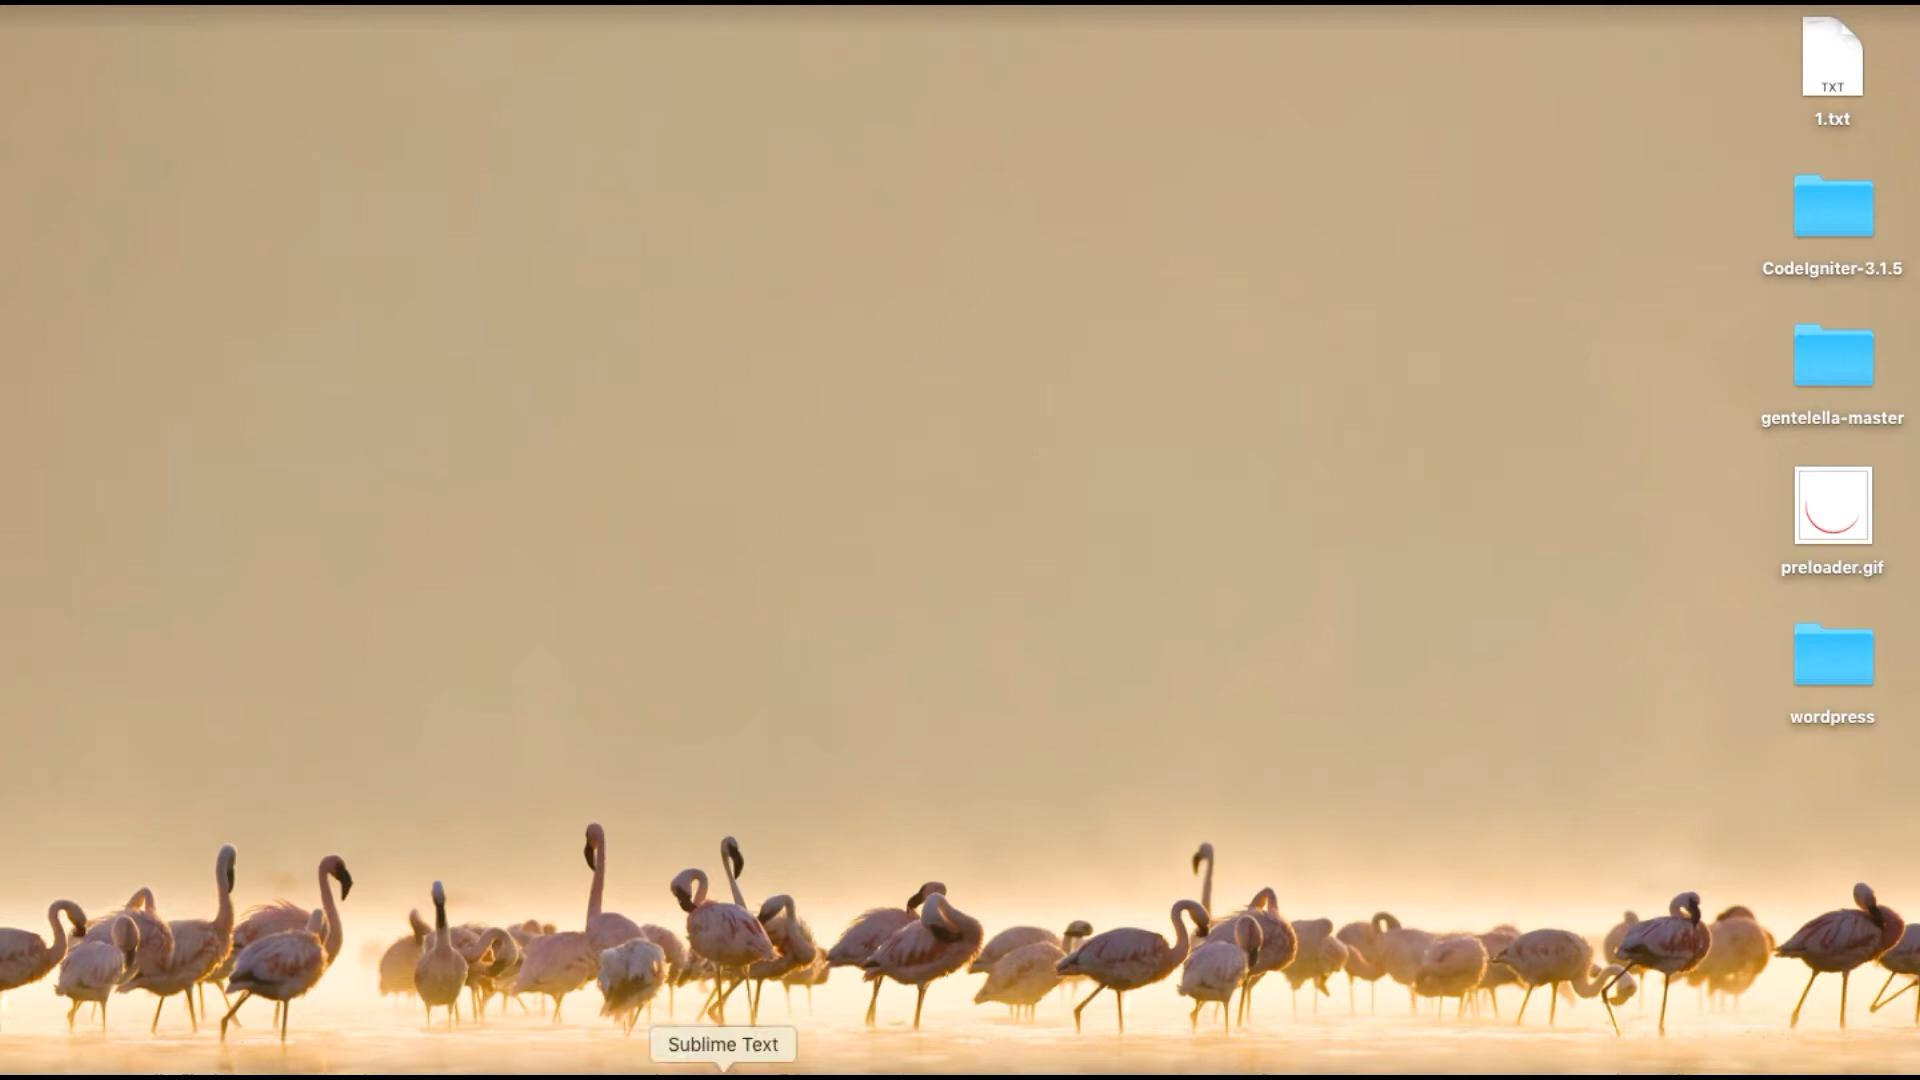 TXT
1.txt
CodeIgniter-3.1.5
gentelella-master
preloader.gif
wordpress
Sublime Text